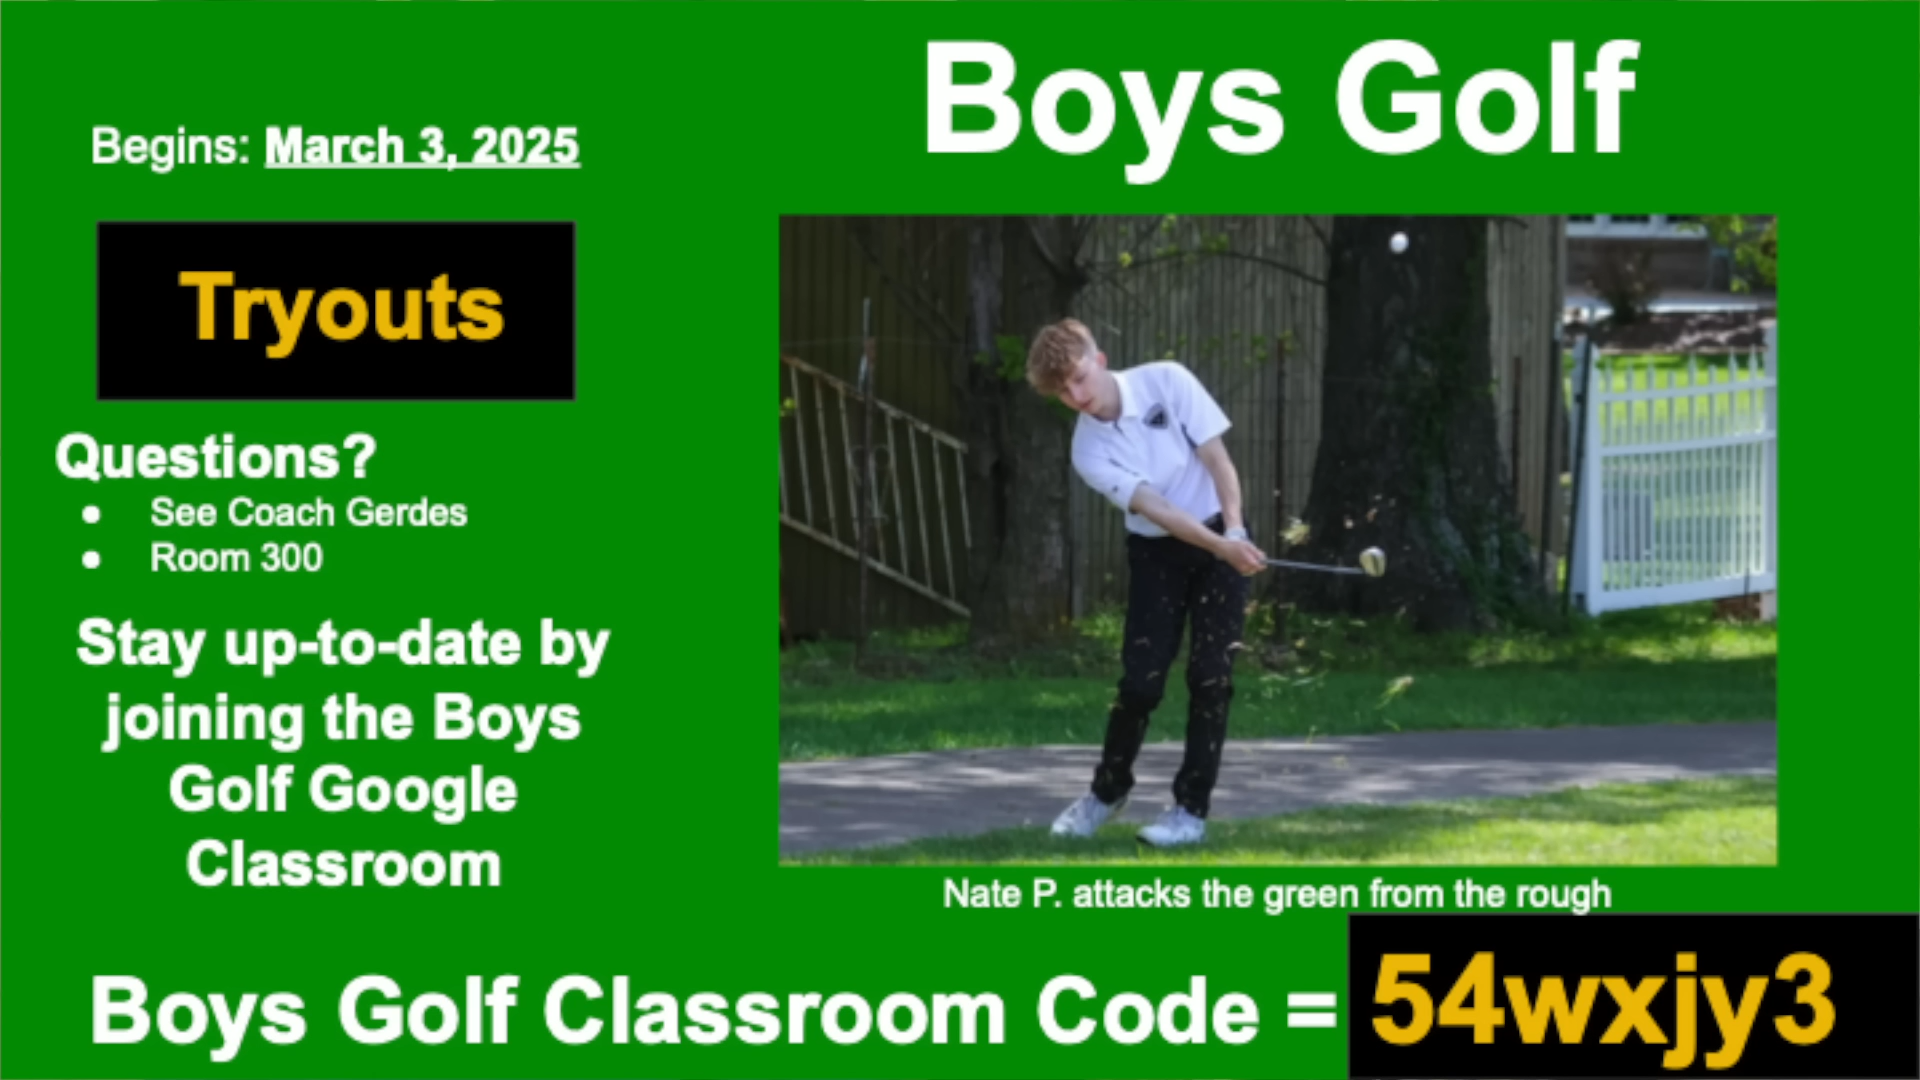 Boys Golf
Begins: March 3, 2025
Tryouts
Questions?
● See Coach Gerdes
● Room 300
Stay up-to-date by
joining the Boys
Golf Google
Classroom
Nate P. attacks the green from the rough
Boys Golf Classroom Code = 54wxjy3